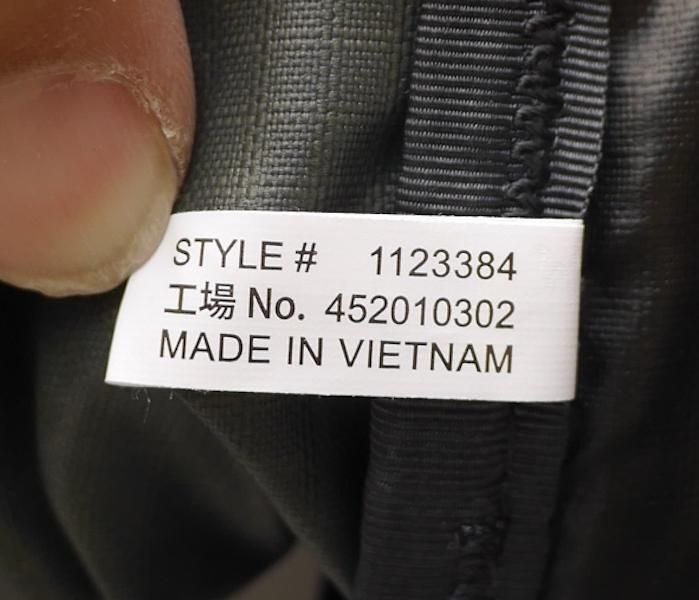 STYLE # 1123384
工場 No. 452010302
MADE IN VIETNAM